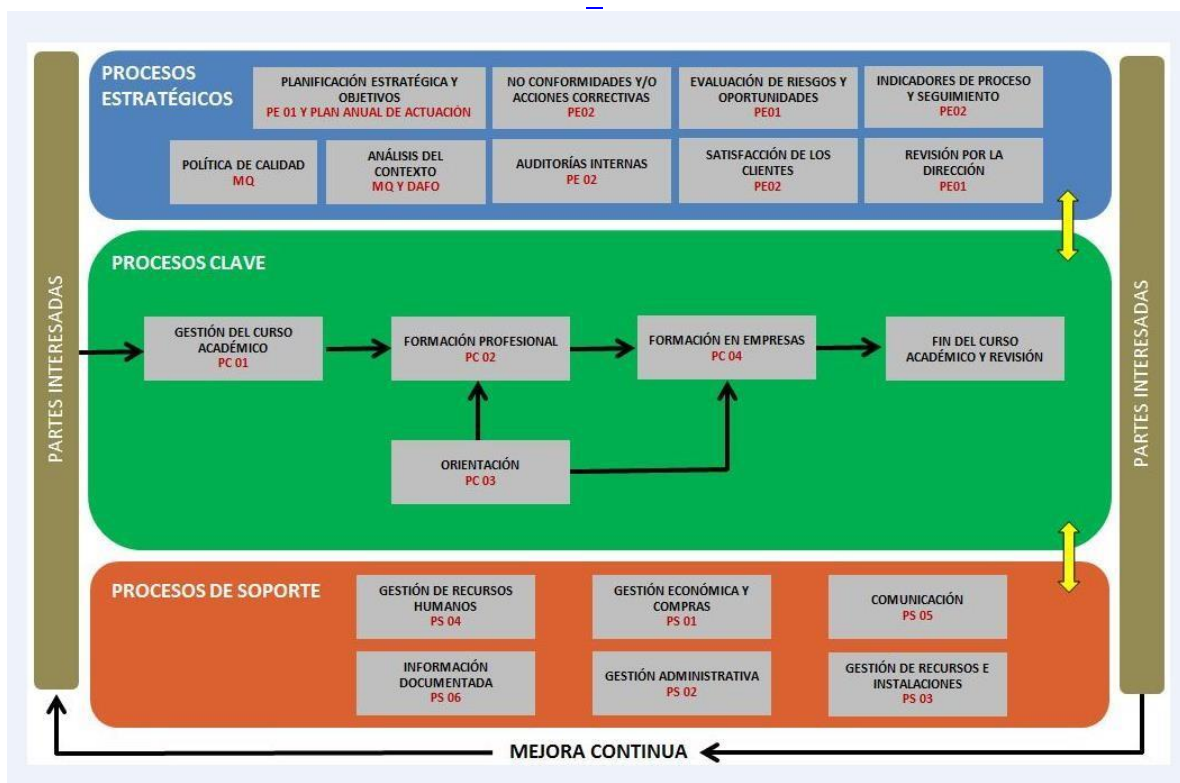 PROCESOS
ESTRATÉGICOS
PLANIFICACIÓN ESTRATÉGICA Y
OBJETIVOS
PE 01 Y PLAN ANUAL DE ACTUACIÓN
NO CONFORMIDADES Y/O
ACCIONES CORRECTIVAS
PE02
EVALUACIÓN DE RIESGOS Y
OPORTUNIDADES
PE01
INDICADORES DE PROCESO
Y SEGUIMIENTO
PE02
POLÍTICA DE CALIDAD
MQ
ANÁLISIS DEL
CONTEXTO
MQ Y DAFO
AUDITORÍAS INTERNAS
PE 02
SATISFACCIÓN DE LOS
CLIENTES
PE02
REVISIÓN POR LA
DIRECCIÓN
PE01
PARTES INTERESADAS
PROCESOS CLAVE
GESTIÓN DEL CURSO
ACADÉMICO
PC 01
FORMACIÓN PROFESIONAL
PC 02
FORMACIÓN EN EMPRESAS
PC 04
FIN DEL CURSO
ACADÉMICO Y REVISIÓN
ORIENTACIÓN
PC 03
PARTES INTERESADAS
PROCESOS DE SOPORTE
GESTIÓN DE RECURSOS
HUMANOS
PS 04
GESTIÓN ECONÓMICA Y
COMPRAS
PS 01
COMUNICACIÓN
PS 05
INFORMACIÓN
DOCUMENTADA
PS 06
GESTIÓN ADMINISTRATIVA
PS 02
GESTIÓN DE RECURSOS E
INSTALACIONES
PS 03
MEJORA CONTINUA